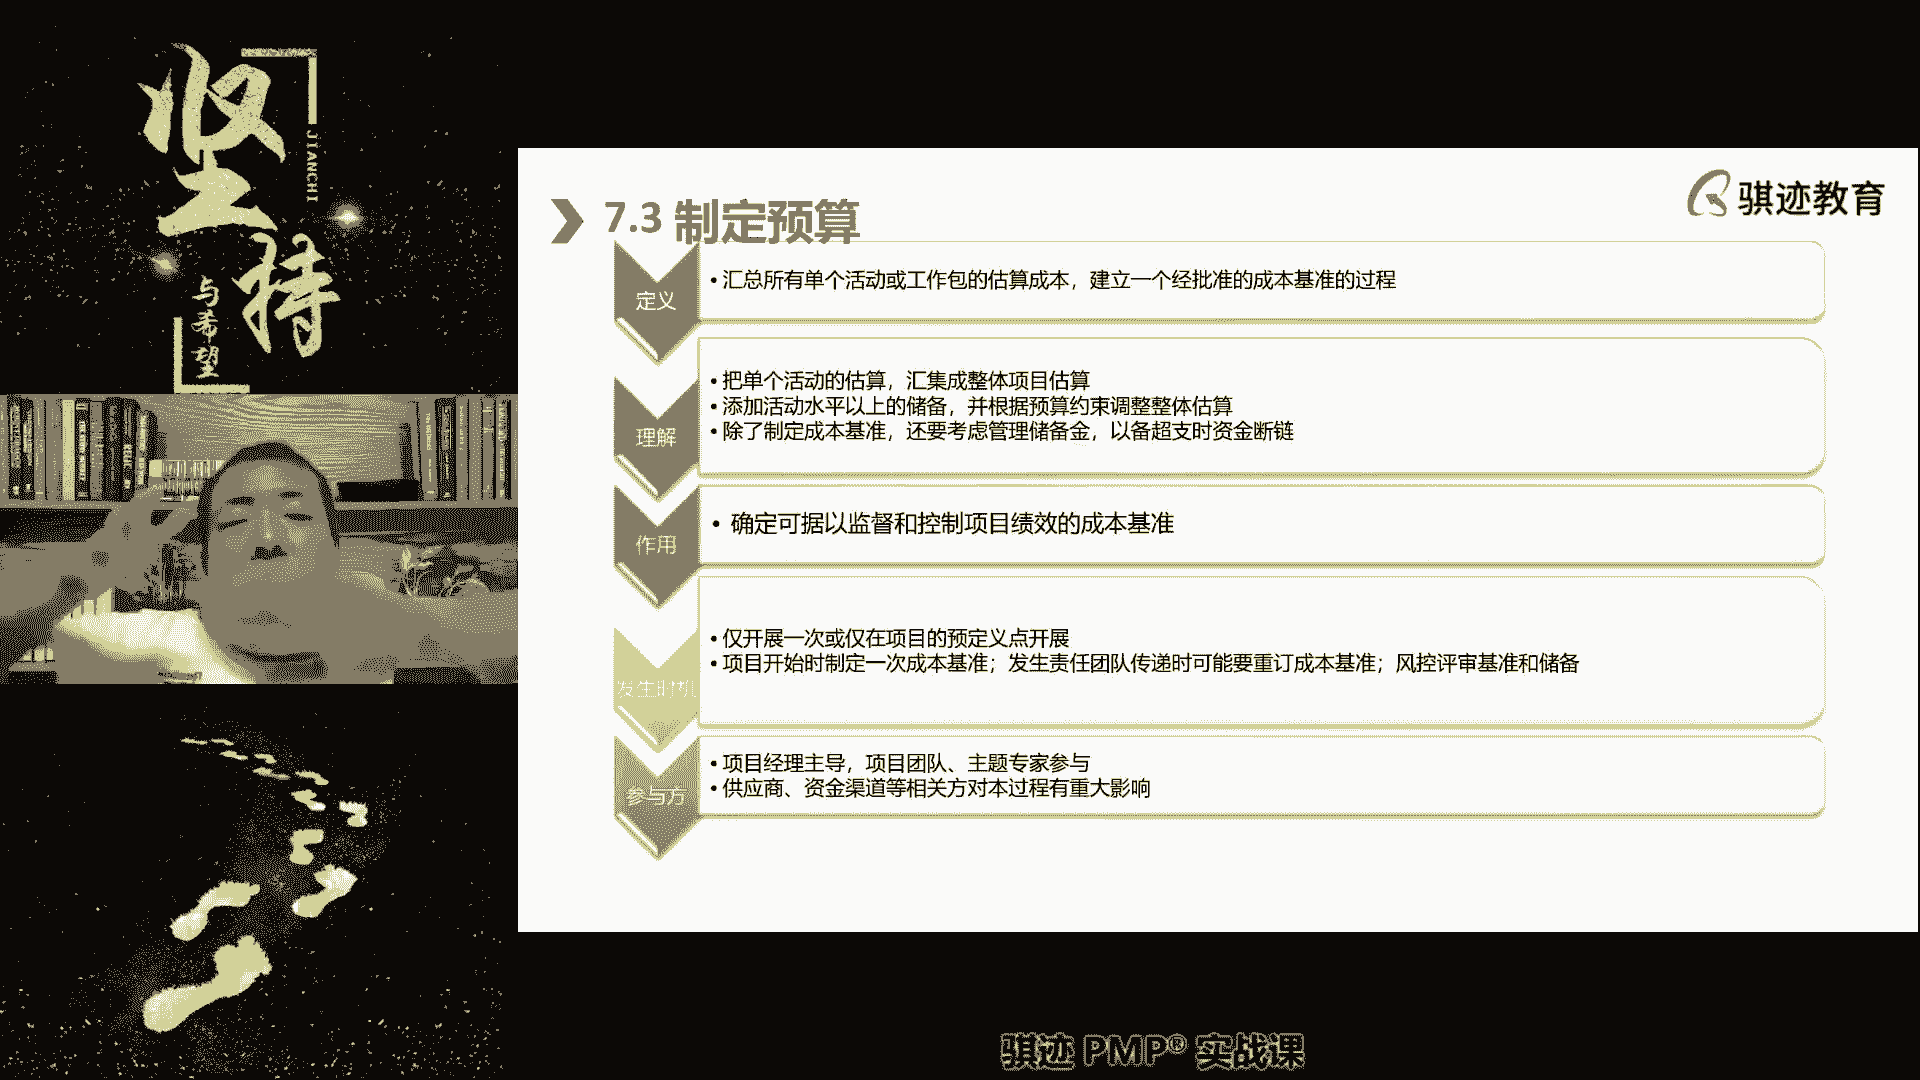 坚持
JIANCHI
与希望
骐迹教育
7.3 制定预算
定义
• 汇总所有单个活动或工作包的估算成本，建立一个经批准的成本基准的过程
理解
• 把单个活动的估算，汇集成整体项目估算
• 添加活动水平以上的储备，并根据预算约束调整整体估算
• 除了制定成本基准，还要考虑管理储备金，以备超支时资金断链
作用
• 确定可据以监督和控制项目绩效的成本基准
发生时机
• 仅开展一次或仅在项目的预定义点开展
• 项目开始时制定一次成本基准；发生责任团队传递时可能要重订成本基准；风控评审基准和储备
参与方
• 项目经理主导，项目团队、主题专家参与
• 供应商、资金渠道等相关方对本过程有重大影响
骐迹 PMP® 实战课